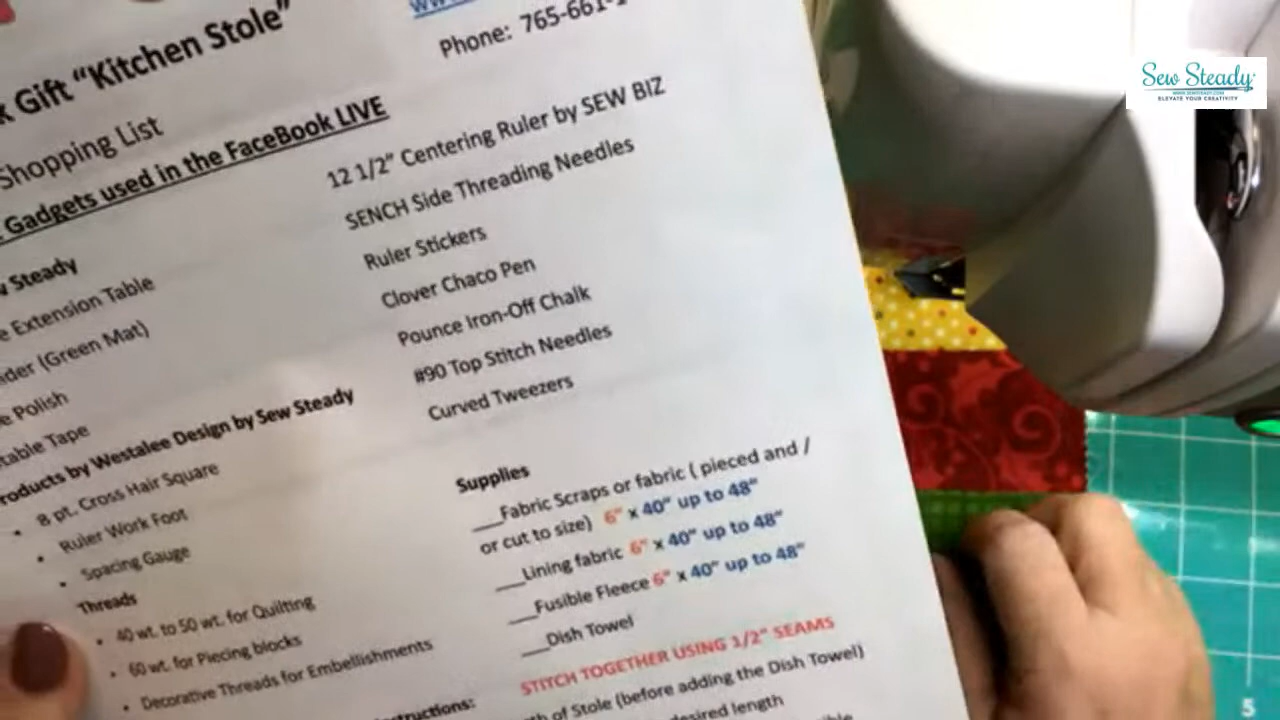 Gift “Kitchen Stole”
Phone: 765-661-1
Shopping List
Gadgets used in the FaceBook LIVE
Steady
Extension Table
(Green Mat)
Polish
table Tape
12 1/2” Centering Ruler by SEW BIZ
SENCH Side Threading Needles
Ruler Stickers
Clover Chaco Pen
Pounce Iron-Off Chalk
#90 Top Stitch Needles
Curved Tweezers
roducts by Westalee Design by Sew Steady
• 8 pt. Cross Hair Square
• Ruler Work Foot
• Spacing Gauge
Threads
• 40 wt. to 50 wt. for Quilting
• 60 wt. for Piecing blocks
• Decorative Threads for Embellishments
Supplies
___Fabric Scraps or fabric ( pieced and /
or cut to size) 6” x 40” up to 48”
___Lining fabric 6” x 40” up to 48”
___Fusible Fleece 6” x 40” up to 48”
___Dish Towel
STITCH TOGETHER USING 1/2” SEAMS
structions:
of Stole (before adding the Dish Towel)
desired length
Sew Steady
WWW.SEWSTEADY.COM
ELEVATE YOUR CREATIVITY
5